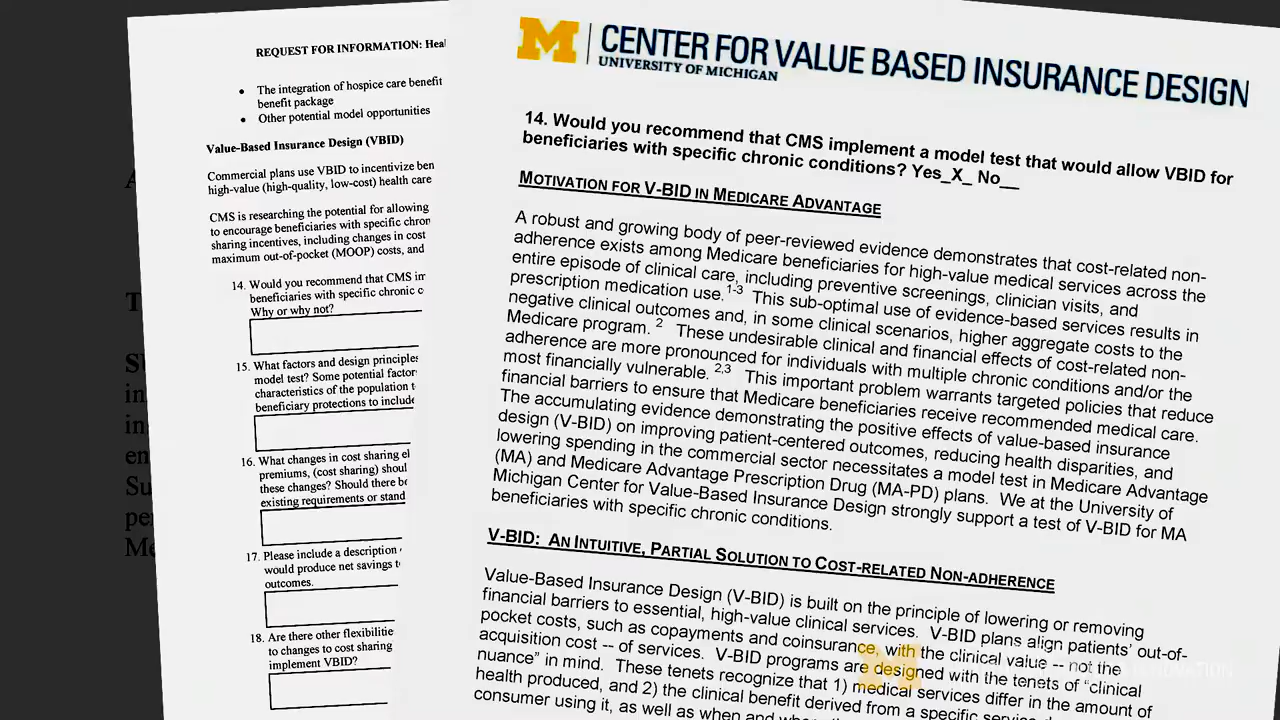 REQUEST FOR INFORMATION:
• The integration of hospice care benefit
benefit package
• Other potential model opportunities
Value-Based Insurance Design (VBID)
Commercial plans use VBID to incentivize
high-value (high-quality, low-cost) health care
CMS is researching the potential for allowing
to encourage beneficiaries with specific
sharing incentives, including changes in cost
maximum out-of-pocket (MOOP) costs, and
14. Would you recommend that CMS
beneficiaries with specific chronic
Why or why not?
15. What factors and design principles
model test? Some potential
characteristics of the population
beneficiary protections to include
16. What changes in cost sharing
premiums, (cost sharing)
these changes? Should there
existing requirements or
17. Please include a description
would produce net savings
outcomes.
18. Are there other
to changes to cost sharing
implement VBID?
M CENTER FOR VALUE BASED INSURANCE DESIGN
UNIVERSITY OF MICHIGAN
14. Would you recommend that CMS implement a model test that would allow VBID for
beneficiaries with specific chronic conditions? Yes_X_ No__
MOTIVATION FOR V-BID IN MEDICARE ADVANTAGE
A robust and growing body of peer-reviewed evidence demonstrates that cost-related non-
adherence exists among Medicare beneficiaries for high-value medical services across the
entire episode of clinical care, including preventive screenings, clinician visits, and
prescription medication use.1-3 This sub-optimal use of evidence-based services results in
negative clinical outcomes and, in some clinical scenarios, higher aggregate costs to the
Medicare program. 2 These undesirable clinical and financial effects of cost-related non-
adherence are more pronounced for individuals with multiple chronic conditions and/or the
most financially vulnerable. 2,3 This important problem warrants targeted policies that reduce
financial barriers to ensure that Medicare beneficiaries receive recommended medical care.
The accumulating evidence demonstrating the positive effects of value-based insurance
design (V-BID) on improving patient-centered outcomes, reducing health disparities, and
lowering spending in the commercial sector necessitates a model test in Medicare Advantage
(MA) and Medicare Advantage Prescription Drug (MA-PD) plans. We at the University of
Michigan Center for Value-Based Insurance Design strongly support a test of V-BID for MA
beneficiaries with specific chronic conditions.
V-BID: AN INTUITIVE, PARTIAL SOLUTION TO COST-RELATED NON-ADHERENCE
Value-Based Insurance Design (V-BID) is built on the principle of lowering or removing
financial barriers to essential, high-value clinical services. V-BID plans align patients' out-of-
pocket costs, such as copayments and coinsurance, with the clinical value -- not the
acquisition cost -- of services. V-BID programs are designed with the tenets of "clinical
nuance" in mind. These tenets recognize that 1) medical services differ in the amount of
health produced, and 2) the clinical benefit derived from a specific service
consumer using it, as well as when and